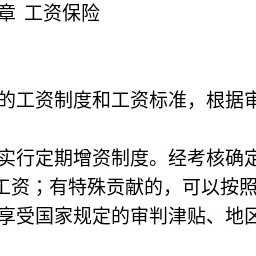 章 工资保险
的工资制度和工资标准，根据审
实行定期增资制度。经考核确定
工资；有特殊贡献的，可以按照
享受国家规定的审判津贴、地区